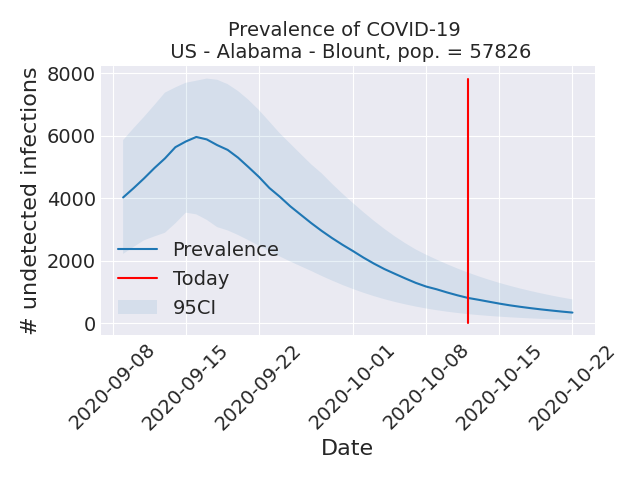 Prevalence of COVID-19
US - Alabama - Blount, pop. = 57826
# undetected infections
8000
6000
4000
2000
0
Prevalence
Today
95CI
2020-09-08
2020-09-15
2020-09-22
2020-10-01
2020-10-08
2020-10-15
2020-10-22
Date